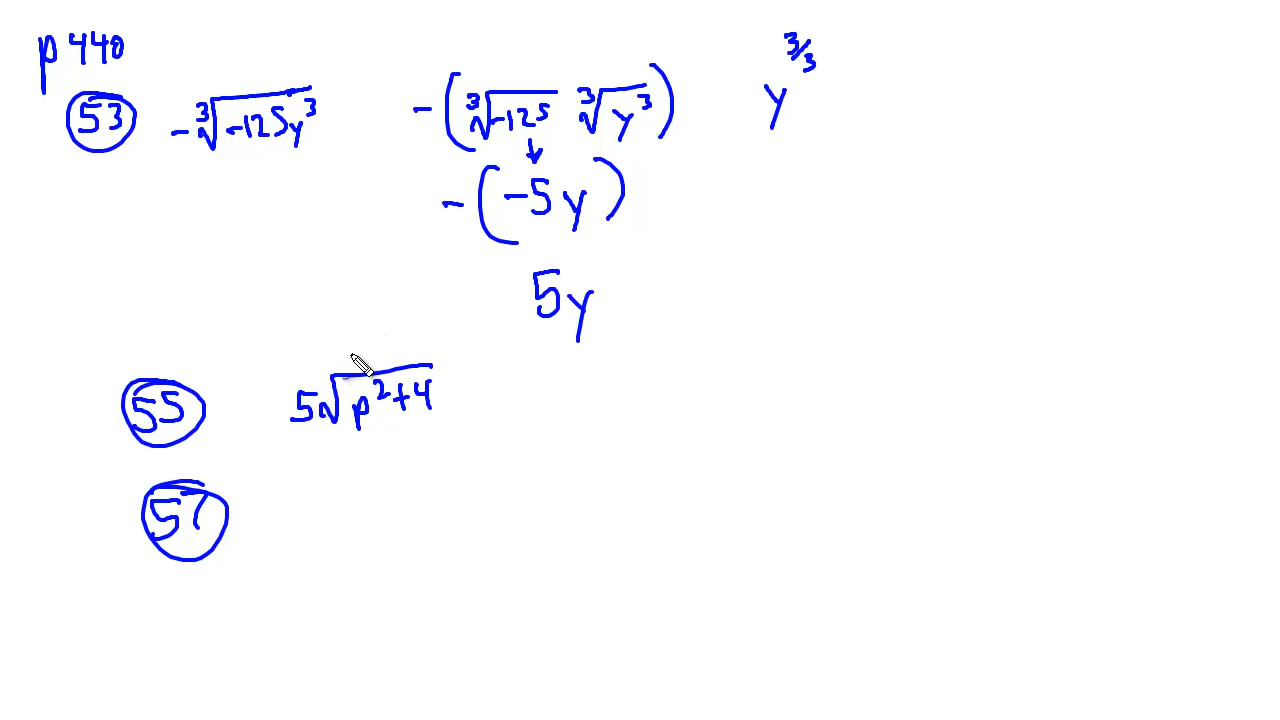 p 440
53 -∛(-125y³) -(∛-125 ∛y³) y^(3/3)
↓
-(-5y)
5y
55 5√(p²+4)
57